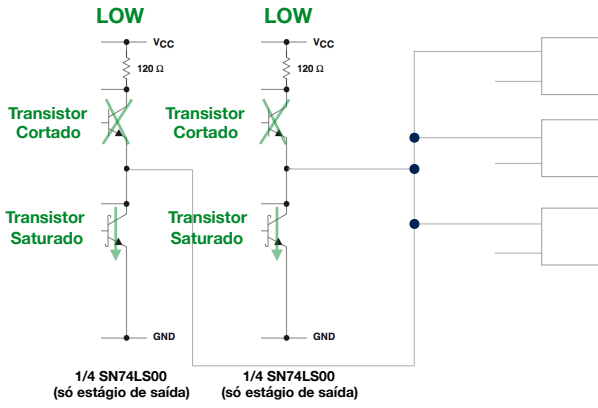 LOW
LOW
VCC
VCC
120 Ω
120 Ω
Transistor
Cortado
Transistor
Cortado
Transistor
Saturado
Transistor
Saturado
GND
GND
1/4 SN74LS00
(só estágio de saída)
1/4 SN74LS00
(só estágio de saída)